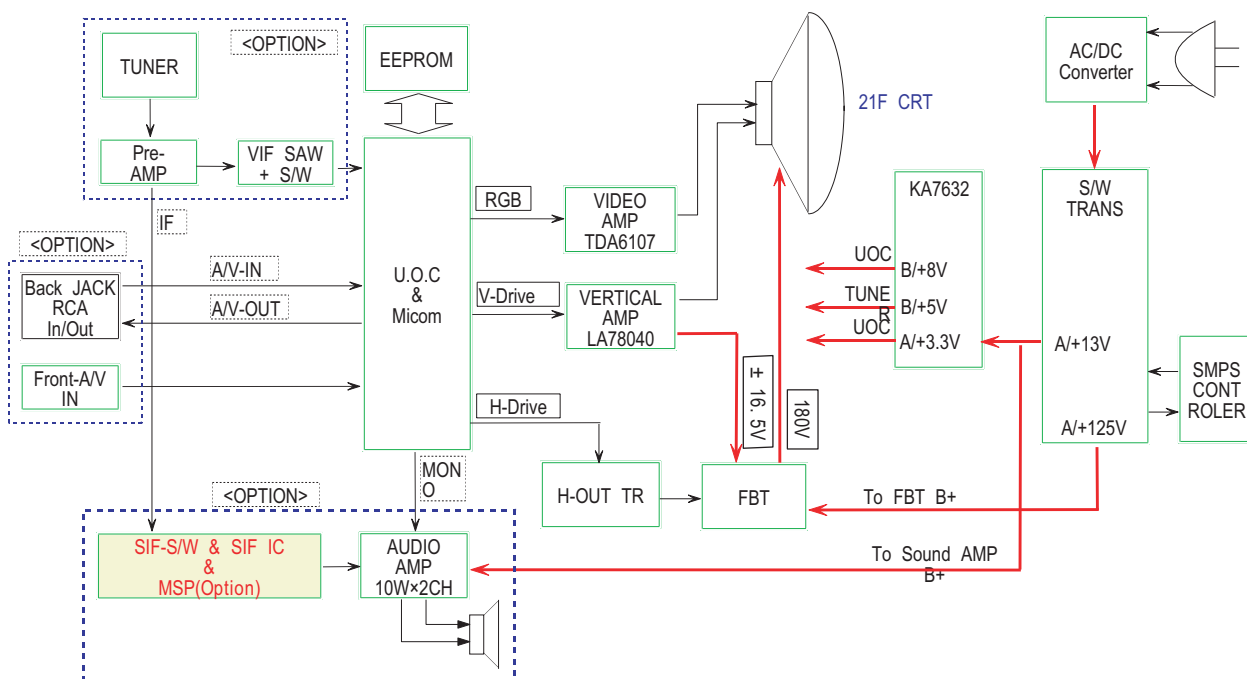 <OPTION>
TUNER
EEPROM
Pre-
AMP
VIF SAW
+ S/W
IF
<OPTION>
Back JACK
RCA
In/Out
Front-A/V
IN
A/V-IN
A/V-OUT
U.O.C
&
Micom
RGB
VIDEO
AMP
TDA6107
V-Drive
VERTICAL
AMP
LA78040
H-Drive
21F CRT
± 16.5V
180V
H-OUT TR
FBT
MON
O
<OPTION>
SIF-S/W & SIF IC
&
MSP(Option)
AUDIO
AMP
10W×2CH
AC/DC
Converter
KA7632
UOC
B/+8V
TUNE
R
B/+5V
UOC
A/+3.3V
S/W
TRANS
A/+13V
A/+125V
SMPS
CONT
ROLER
To FBT B+
To Sound AMP
B+